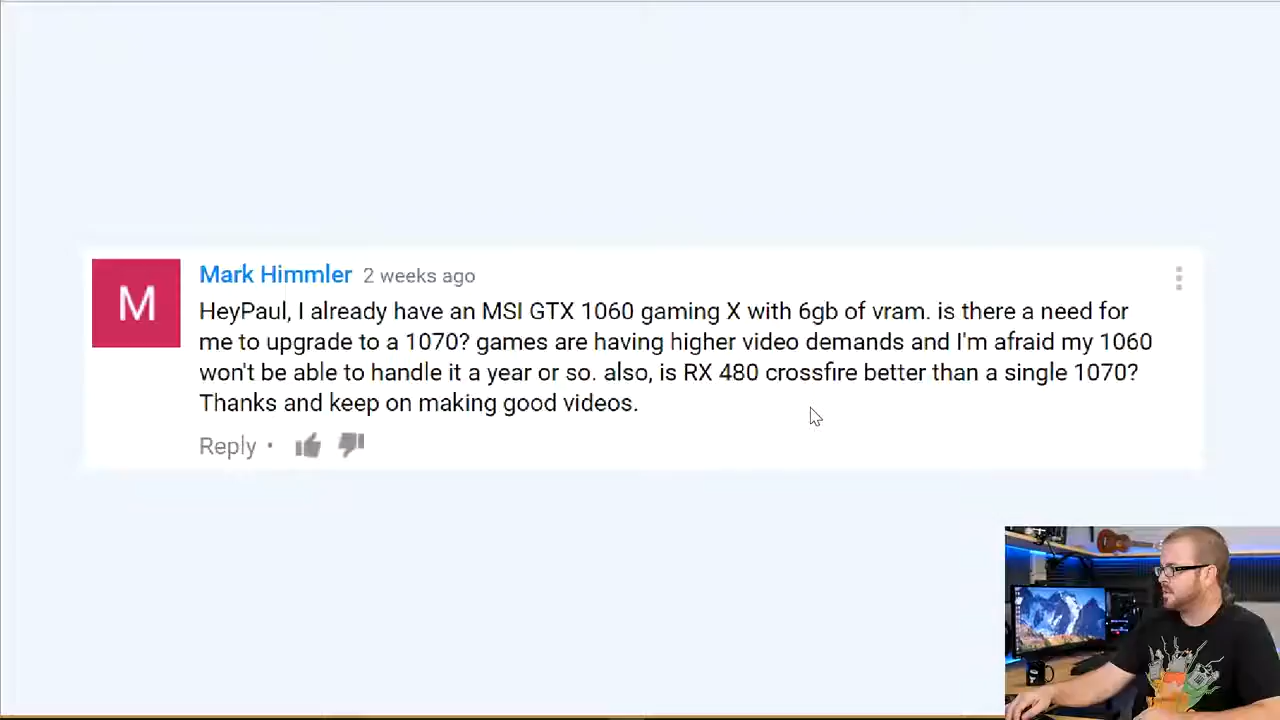 M
Mark Himmler 2 weeks ago
HeyPaul, I already have an MSI GTX 1060 gaming X with 6gb of vram. is there a need for
me to upgrade to a 1070? games are having higher video demands and I'm afraid my 1060
won't be able to handle it a year or so. also, is RX 480 crossfire better than a single 1070?
Thanks and keep on making good videos.
Reply •